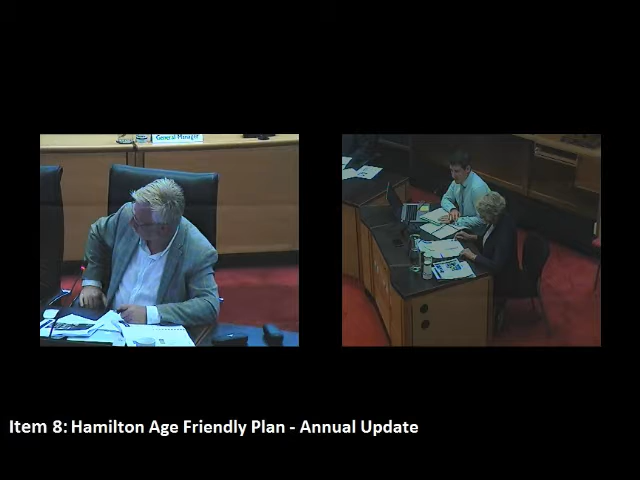 General Manager
Item 8: Hamilton Age Friendly Plan - Annual Update